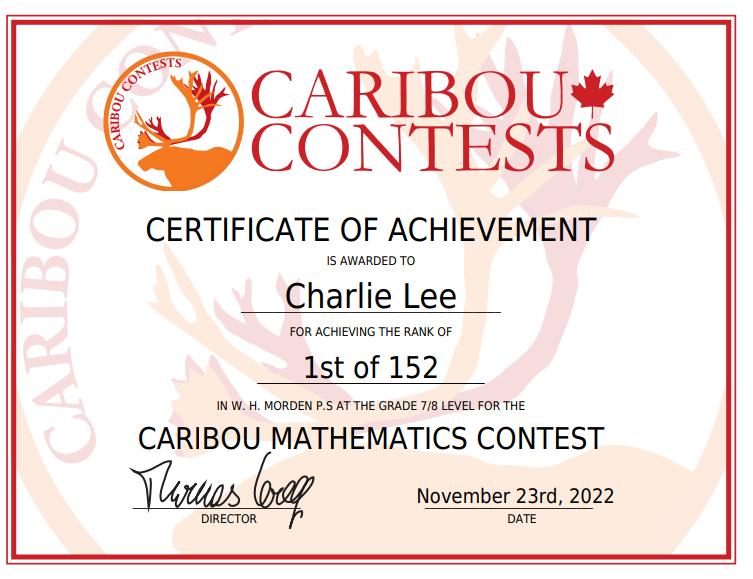 CARIBOU CONTESTS
CARIBOU
CONTESTS
CERTIFICATE OF ACHIEVEMENT
IS AWARDED TO
Charlie Lee
FOR ACHIEVING THE RANK OF
1st of 152
IN W. H. MORDEN P.S AT THE GRADE 7/8 LEVEL FOR THE
CARIBOU MATHEMATICS CONTEST
Thomas
November 23rd, 2022
DIRECTOR
DATE
CARIBOU CONT